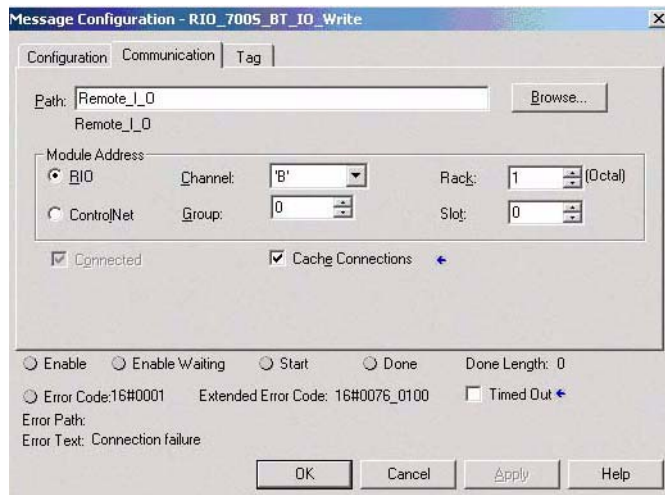 Message Configuration - RIO_7005_BT_IO_Write
Configuration Communication Tag
Path: Remote_I_O Browse...
Remote_I_O
Module Address
RIO Channel: 'B' Rack: 1 (Octal)
ControlNet Group: 0 Slot: 0
Connected Cache Connections
Enable Enable Waiting Start Done Done Length: 0
Error Code:16#0001 Extended Error Code: 16#0076_0100 Timed Out
Error Path:
Error Text: Connection failure
OK Cancel Apply Help